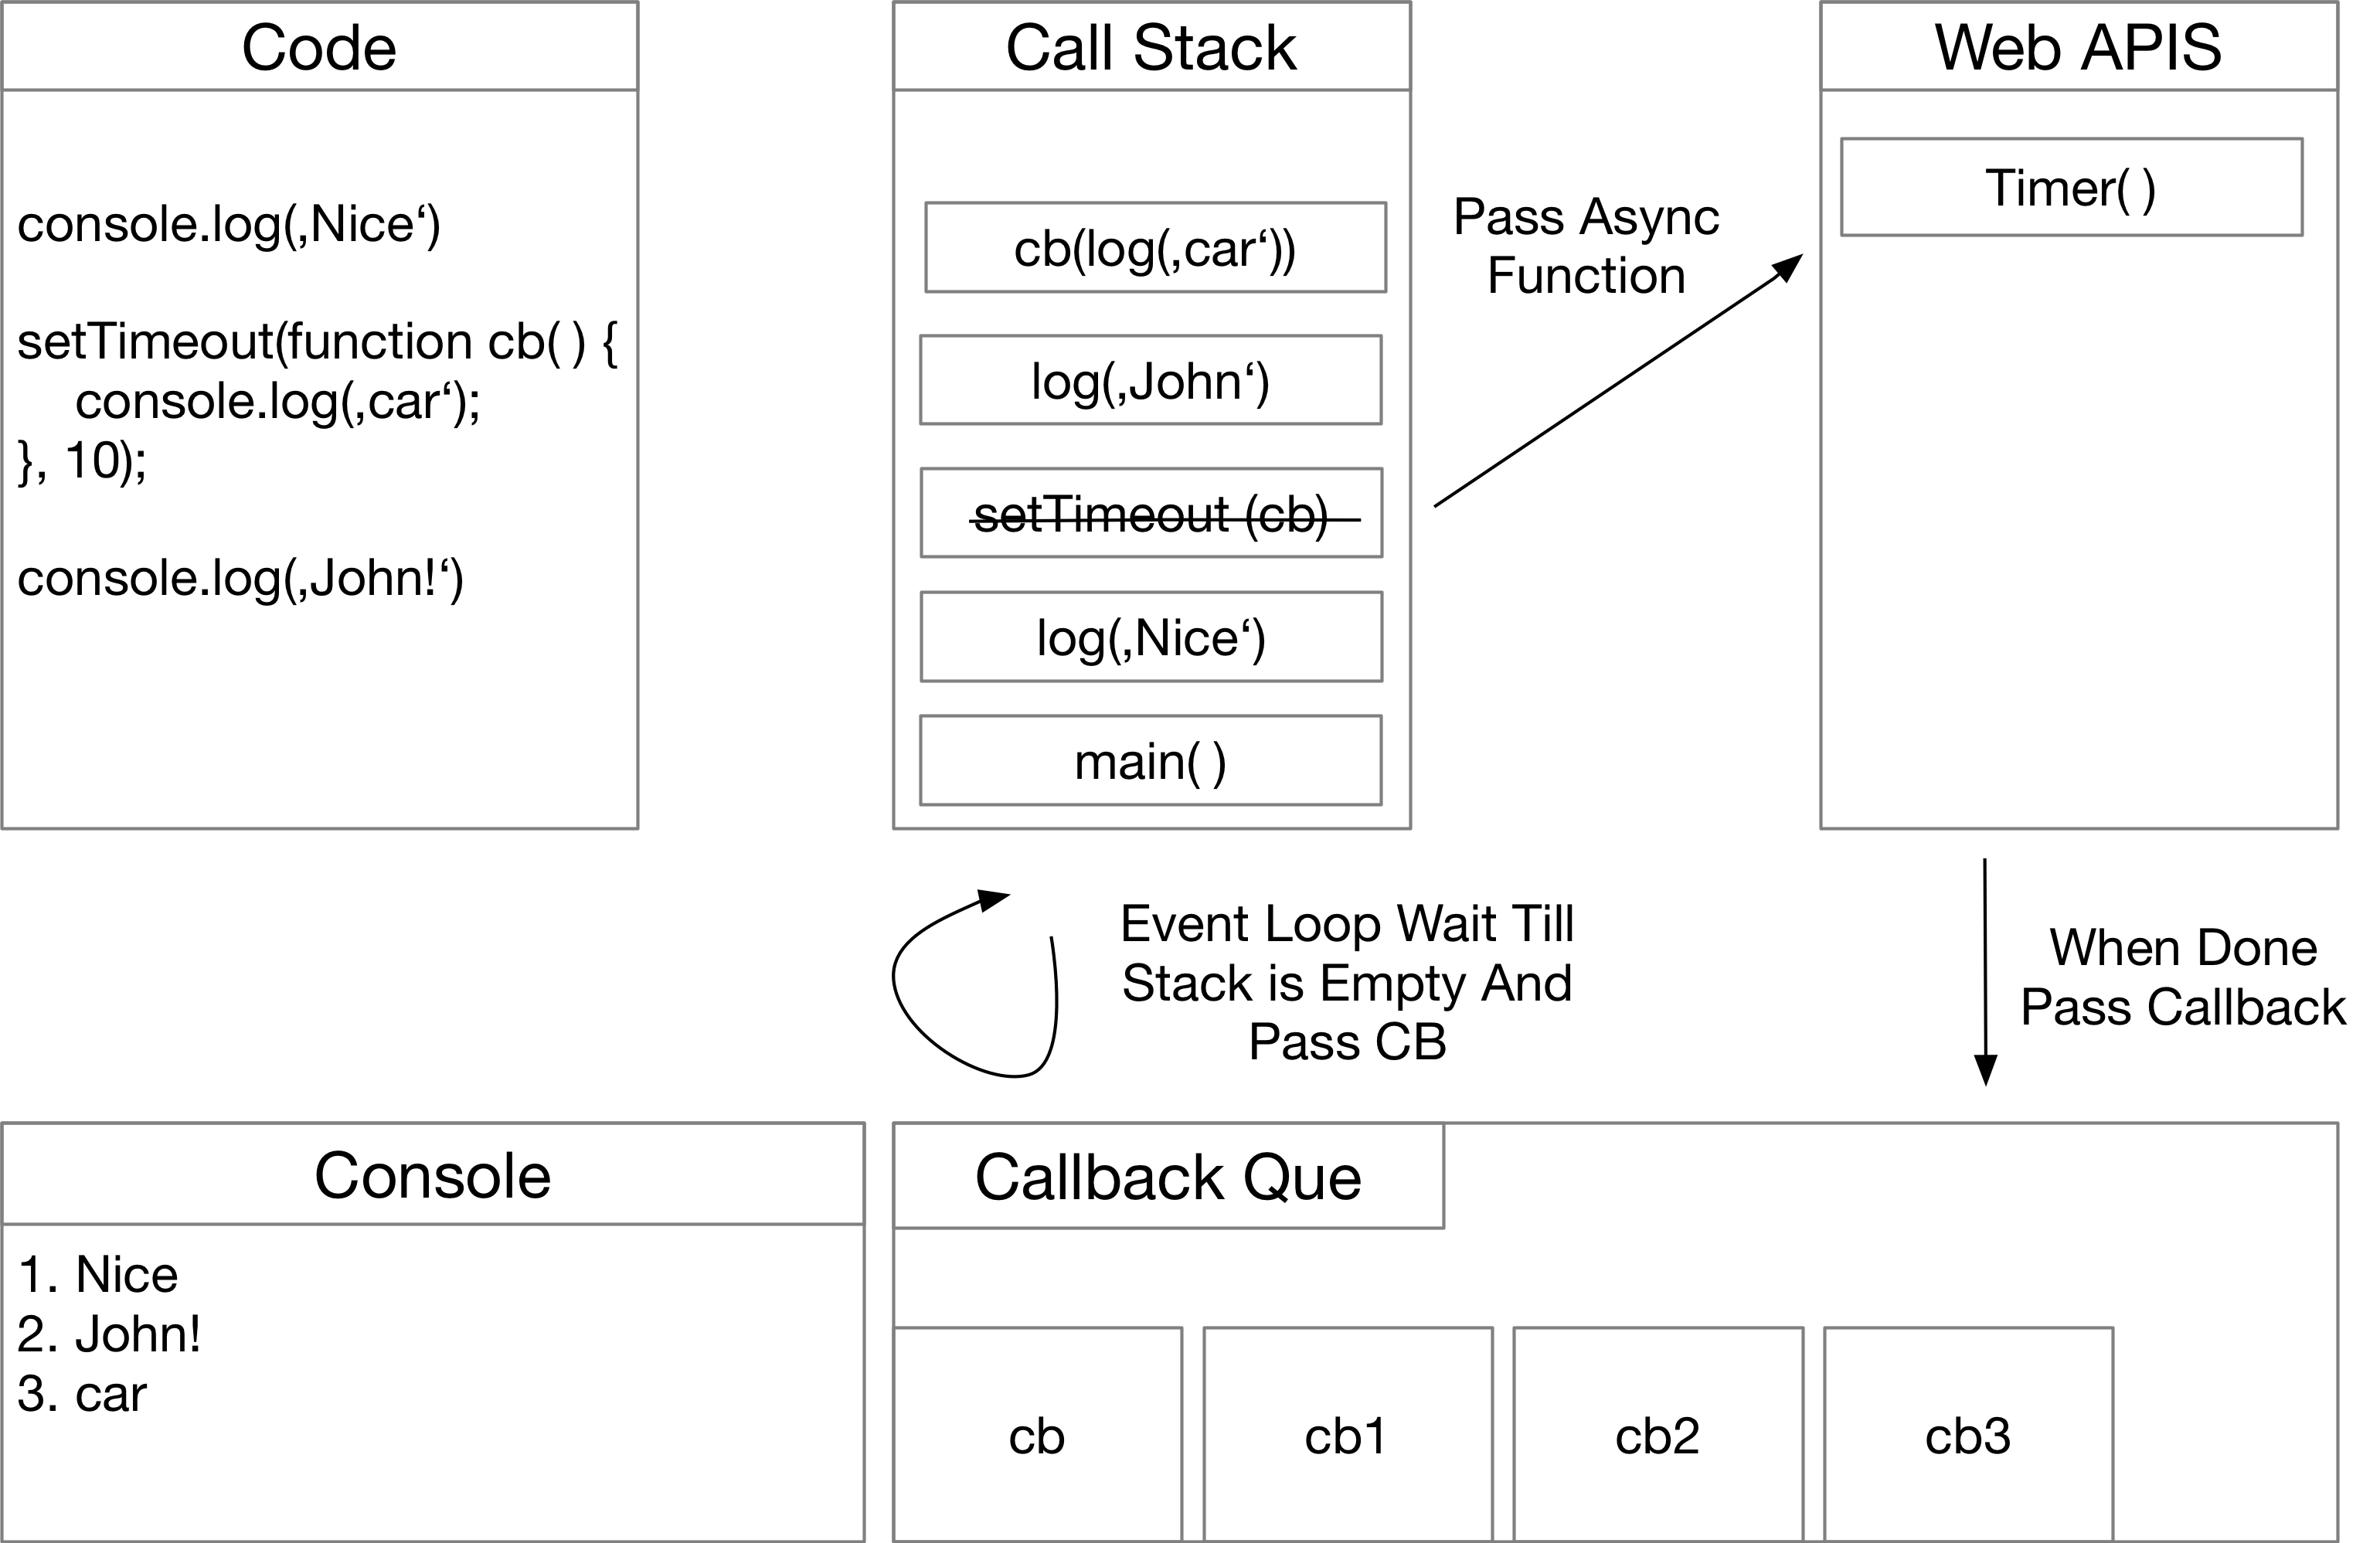 Code
console.log(‚Nice‘)
setTimeout(function cb( ) {
console.log(‚car‘);
}, 10);
console.log(‚John!‘)
Call Stack
cb(log(‚car‘))
log(‚John‘)
setTimeout (cb)
log(‚Nice‘)
main( )
Pass Async
Function
Web APIS
Timer( )
Event Loop Wait Till
Stack is Empty And
Pass CB
When Done
Pass Callback
Console
1. Nice
2. John!
3. car
Callback Que
cb
cb1
cb2
cb3